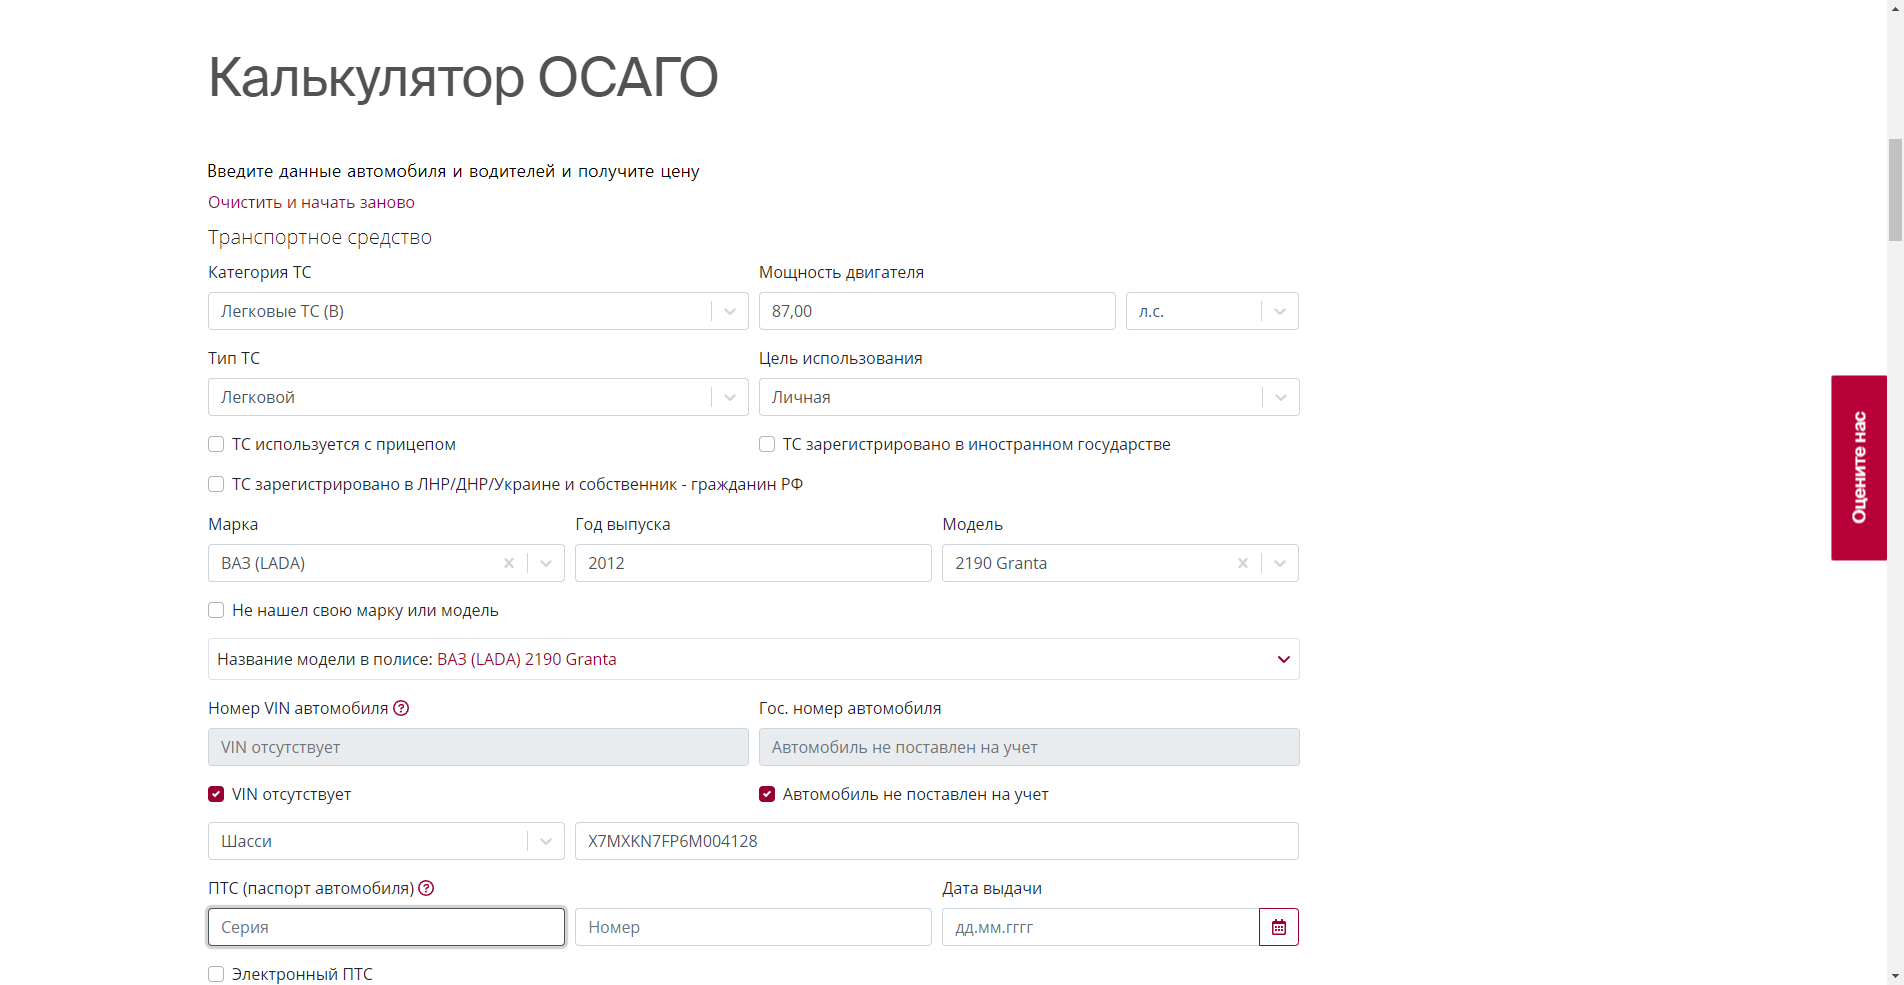 Калькулятор ОСАГО
Введите данные автомобиля и водителей и получите цену
Очистить и начать заново
Транспортное средство
Категория ТС Мощность двигателя
Легковые ТС (B) 87,00 л.с.
Тип ТС Цель использования
Легковой Личная
ТС используется с прицепом ТС зарегистрировано в иностранном государстве
ТС зарегистрировано в ЛНР/ДНР/Украине и собственник - гражданин РФ
Марка Год выпуска Модель
ВАЗ (LADA) 2012 2190 Granta
Не нашел свою марку или модель
Название модели в полисе: ВАЗ (LADA) 2190 Granta
Номер VIN автомобиля Гос. номер автомобиля
VIN отсутствует Автомобиль не поставлен на учет
VIN отсутствует Автомобиль не поставлен на учет
Шасси X7MXKN7FP6M004128
ПТС (паспорт автомобиля) Дата выдачи
Серия Номер дд.мм.гггг
Электронный ПТС
Оцените нас